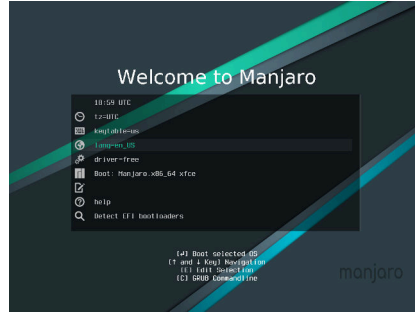 Welcome to Manjaro
10:59 UTC
tz=UTC
keytable=us
lang=en_US
driver=free
Boot: Manjaro.x86_64 xfce
help
Detect EFI bootloaders
[↲] Boot selected OS
[↑ and ↓ Key] Navigation
[E] Edit Selection
[C] GRUB Commandline
manjaro